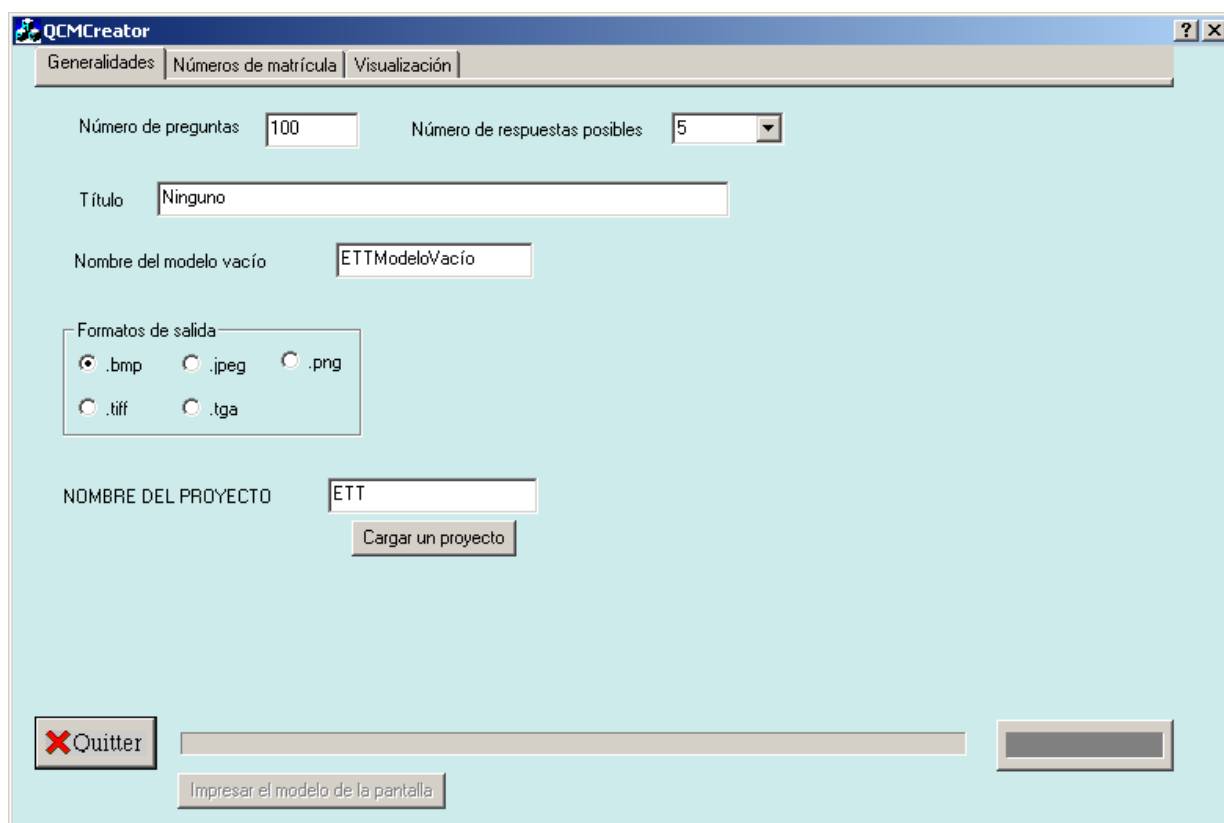 QCMCreator
Generalidades Números de matrícula Visualización
Número de preguntas 100 Número de respuestas posibles 5
Título Ninguno
Nombre del modelo vacío ETTModeloVacío
Formatos de salida
.bmp .jpeg .png
.tiff .tga
NOMBRE DEL PROYECTO ETT
Cargar un proyecto
Quitter
Impresar el modelo de la pantalla